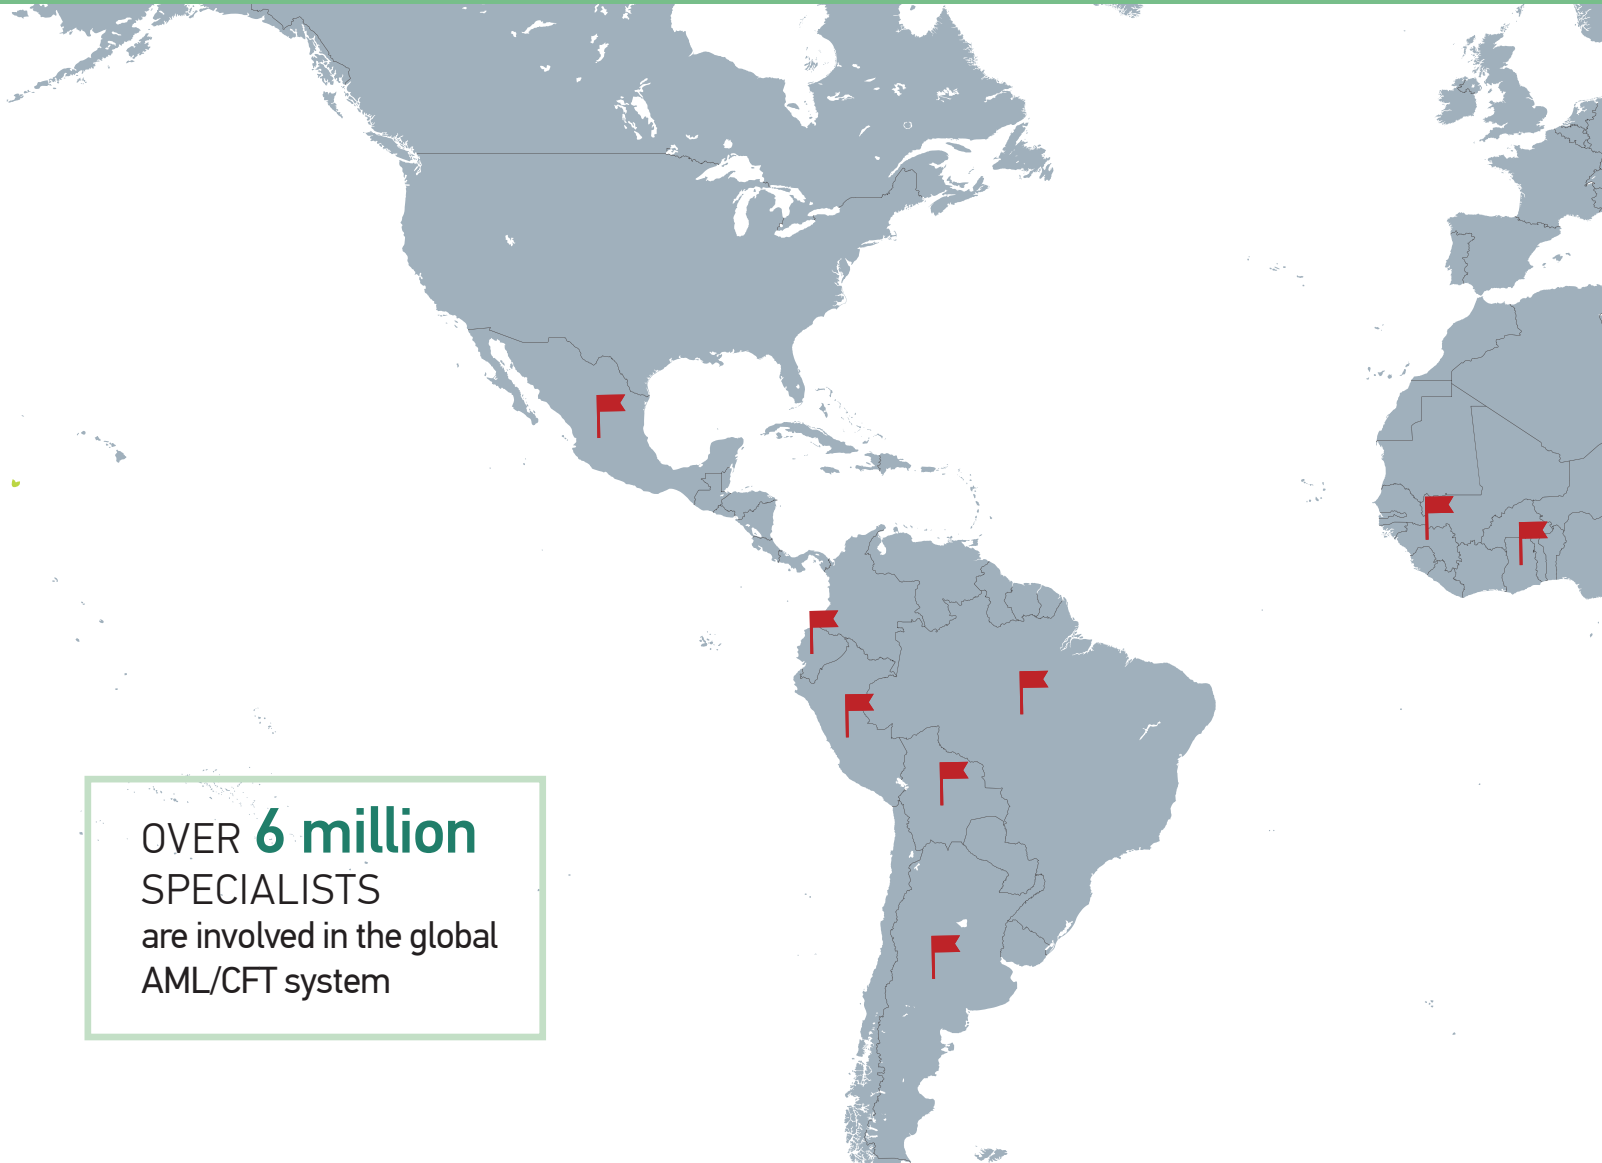 OVER 6 million
SPECIALISTS
are involved in the global
AML/CFT system